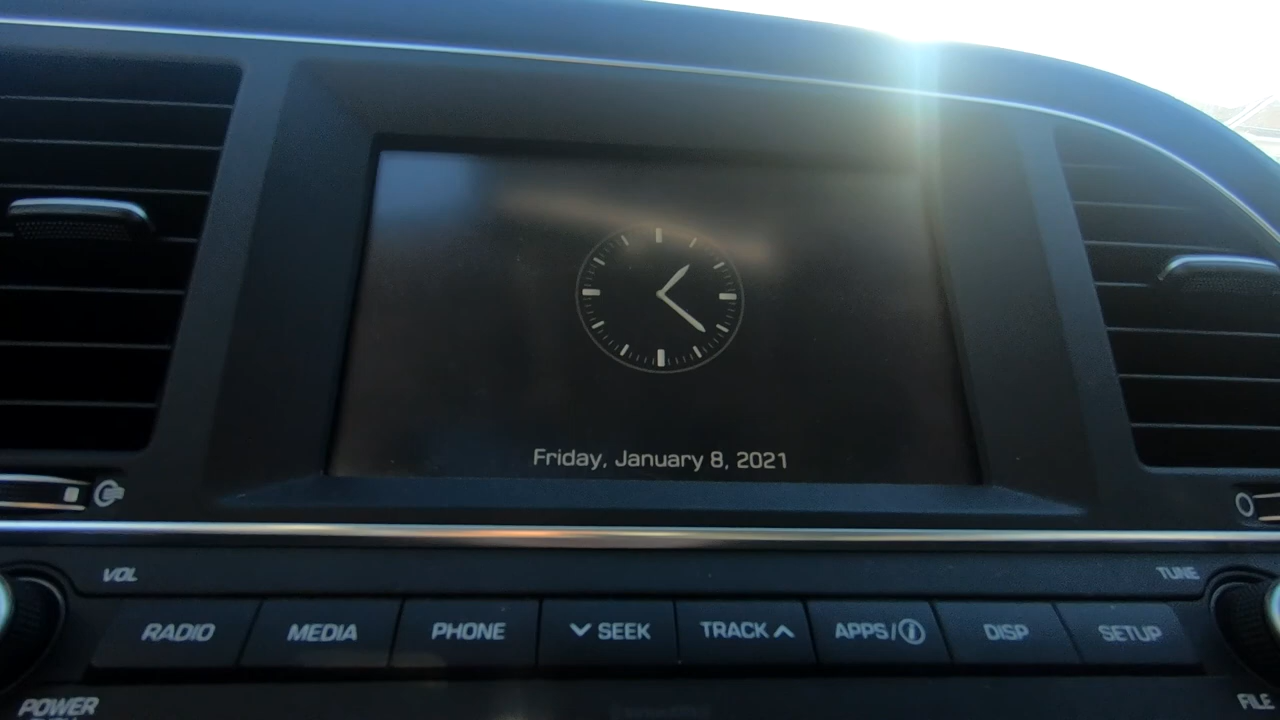 Friday, January 8, 2021
VOL
TUNE
RADIO
MEDIA
PHONE
SEEK
TRACK
APPS/i
DISP
SETUP
POWER
FILE